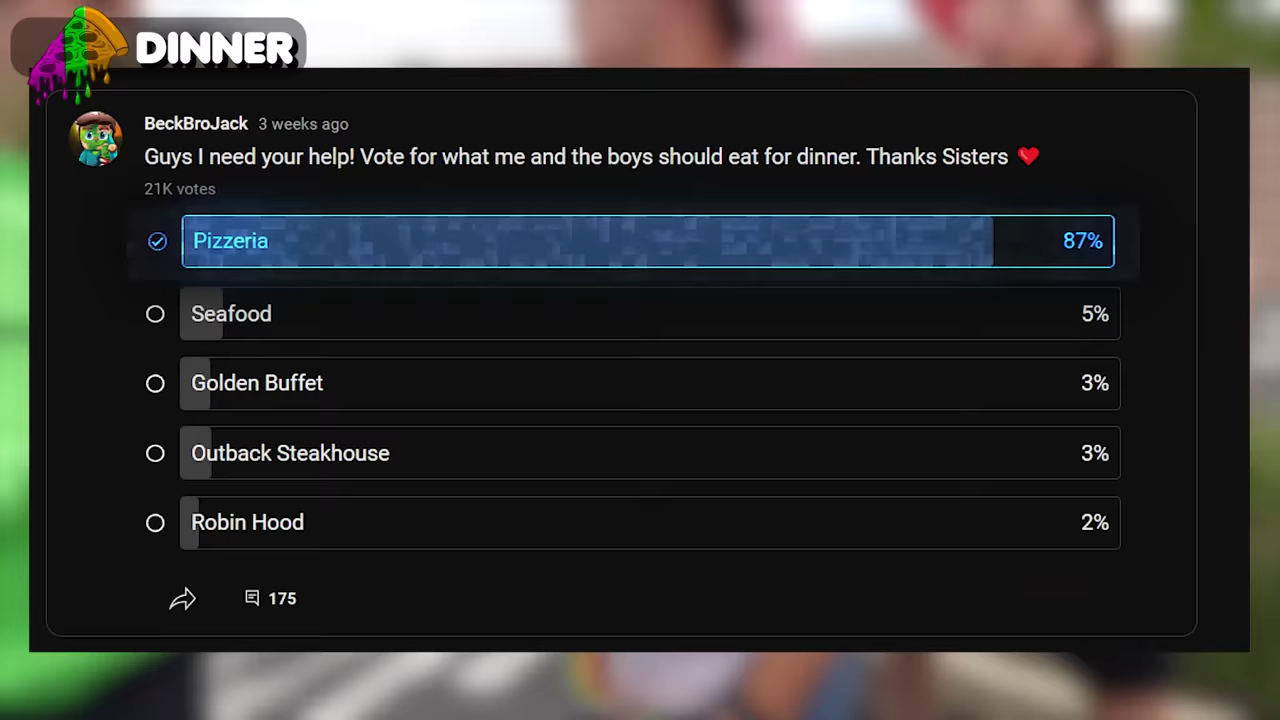 DINNER
BeckBroJack 3 weeks ago
Guys I need your help! Vote for what me and the boys should eat for dinner. Thanks Sisters ❤️
21K votes
Pizzeria 87%
Seafood 5%
Golden Buffet 3%
Outback Steakhouse 3%
Robin Hood 2%
175